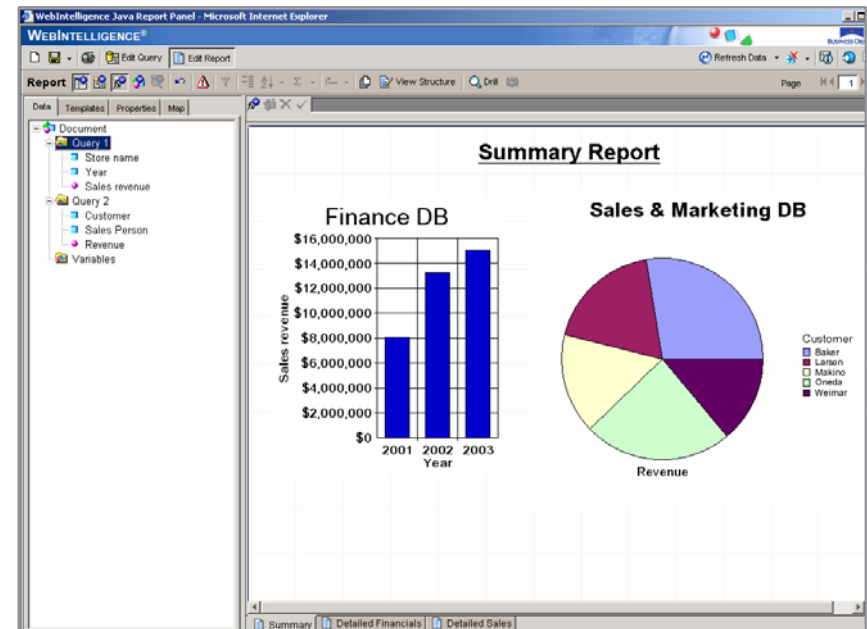 WebIntelligence Java Report Panel - Microsoft Internet Explorer
WEBINTELLIGENCE®
Edit Query Edit Report Refresh Data
Report View Structure Drill Page 1
Data Templates Properties Map
Document
Query 1
Store name
Year
Sales revenue
Query 2
Customer
Sales Person
Revenue
Variables
Summary Report
Finance DB
$16,000,000
$14,000,000
$12,000,000
$10,000,000
$8,000,000
$6,000,000
$4,000,000
$2,000,000
$0
Sales revenue
2001 2002 2003
Year
Sales & Marketing DB
Customer
Baker
Larson
Makino
Oneda
Weimar
Revenue
Summary Detailed Financials Detailed Sales